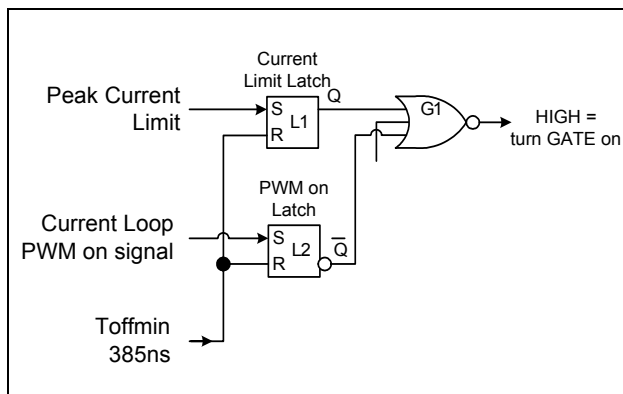 Current
Limit Latch
Peak Current
Limit
S
Q
L1
R
G1
HIGH =
turn GATE on
PWM on
Latch
Current Loop
PWM on signal
S
Q̅
L2
R
Toffmin
385ns